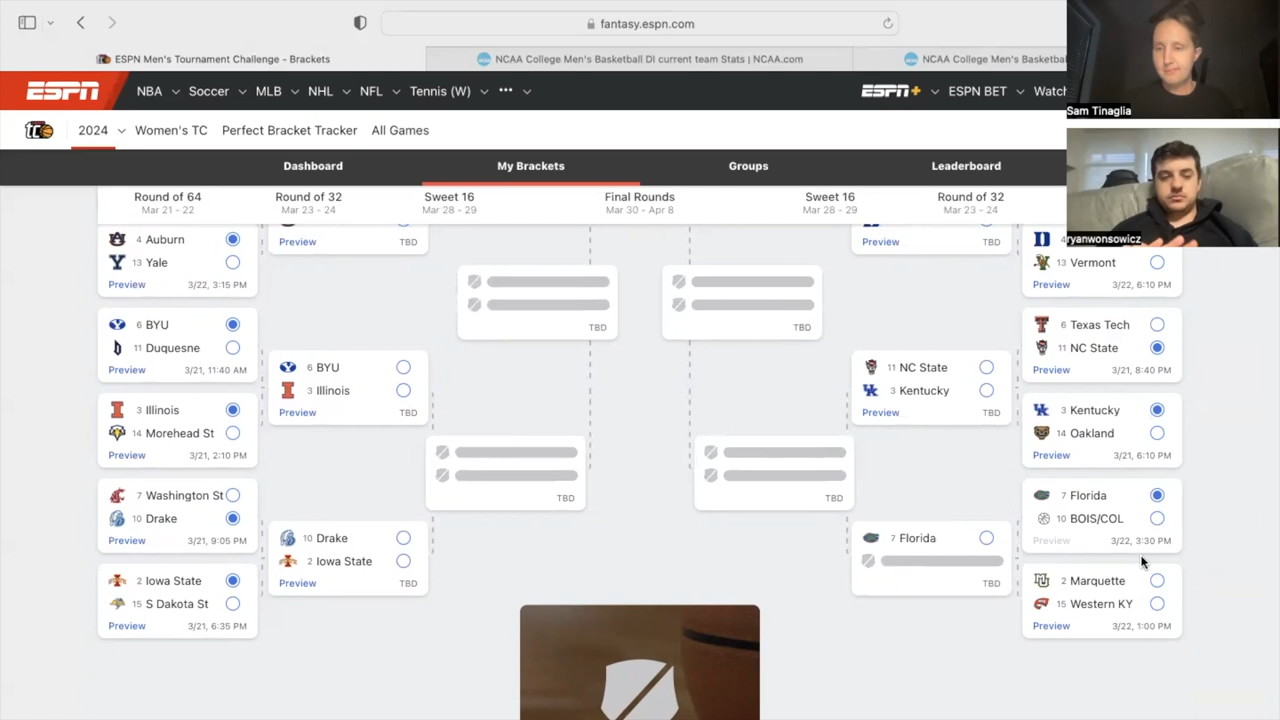 fantasy.espn.com
ESPN Men's Tournament Challenge - Brackets
NCAA College Men's Basketball DI current team Stats | NCAA.com
NCAA College Men's Basketbal
ESPN
NBA
Soccer
MLB
NHL
NFL
Tennis (W)
ESPN+
ESPN BET
Watch
Sam Tinaglia
2024
Women's TC
Perfect Bracket Tracker
All Games
Dashboard
My Brackets
Groups
Leaderboard
Round of 64
Mar 21 - 22
Round of 32
Mar 23 - 24
Sweet 16
Mar 28 - 29
Final Rounds
Mar 30 - Apr 8
Sweet 16
Mar 28 - 29
Round of 32
Mar 23 - 24
ryanwonsowicz
4 Auburn
13 Yale
Preview 3/22, 3:15 PM
6 BYU
11 Duquesne
Preview 3/21, 11:40 AM
3 Illinois
14 Morehead St
Preview 3/21, 2:10 PM
7 Washington St
10 Drake
Preview 3/21, 9:05 PM
2 Iowa State
15 S Dakota St
Preview 3/21, 6:35 PM
Preview TBD
6 BYU
3 Illinois
Preview TBD
10 Drake
2 Iowa State
Preview TBD
TBD
TBD
TBD
TBD
Preview TBD
11 NC State
3 Kentucky
Preview TBD
7 Florida
TBD
4
13 Vermont
Preview 3/22, 6:10 PM
6 Texas Tech
11 NC State
Preview 3/21, 8:40 PM
3 Kentucky
14 Oakland
Preview 3/21, 6:10 PM
7 Florida
10 BOIS/COL
Preview 3/22, 3:30 PM
2 Marquette
15 Western KY
Preview 3/22, 1:00 PM